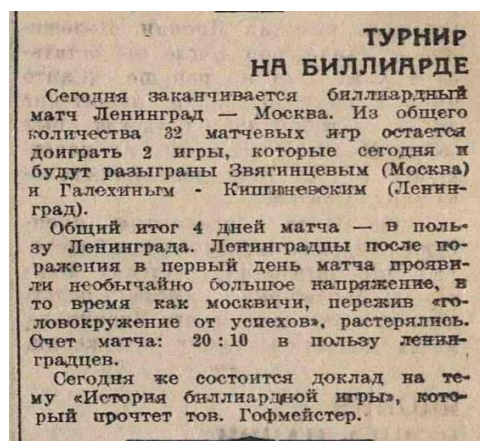 ТУРНИР
НА БИЛЛИАРДЕ
Сегодня заканчивается биллиардный
матч Ленинград — Москва. Из общего
количества 32 матчевых игр остается
доиграть 2 игры, которые сегодня и
будут разыграны Звягинцевым (Москва)
и Галехиным - Кишиневским (Ленин-
град).
Общий итог 4 дней матча — в поль-
зу Ленинграда. Ленинградцы после по-
ражения в первый день матча прояви-
ли необычайно большое напряжение, в
то время как москвичи, пережив «го-
ловокружение от успехов», растерялись.
Счет матча: 20 : 10 в пользу ленин-
градцев.
Сегодня же состоится доклад на те-
му «История биллиардной игры», кото-
рый прочтет тов. Гофмейстер.